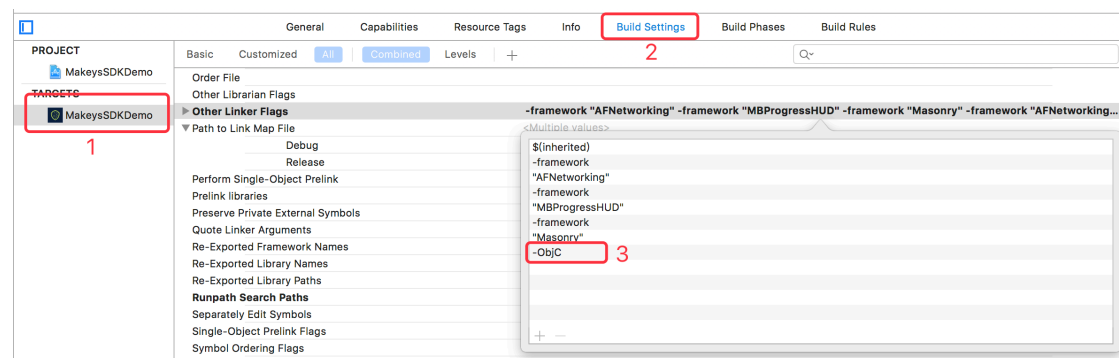 General Capabilities Resource Tags Info Build Settings Build Phases Build Rules
PROJECT
MakeysSDKDemo
TARGETS
MakeysSDKDemo
1
Basic Customized All Combined Levels +
2
Order File
Other Librarian Flags
Other Linker Flags -framework "AFNetworking" -framework "MBProgressHUD" -framework "Masonry" -framework "AFNetworking...
Path to Link Map File <Multiple values>
Debug
Release
Perform Single-Object Prelink
Prelink libraries
Preserve Private External Symbols
Quote Linker Arguments
Re-Exported Framework Names
Re-Exported Library Names
Re-Exported Library Paths
Runpath Search Paths
Separately Edit Symbols
Single-Object Prelink Flags
Symbol Ordering Flags
$(inherited)
-framework
"AFNetworking"
-framework
"MBProgressHUD"
-framework
"Masonry"
-ObjC
3
+ −